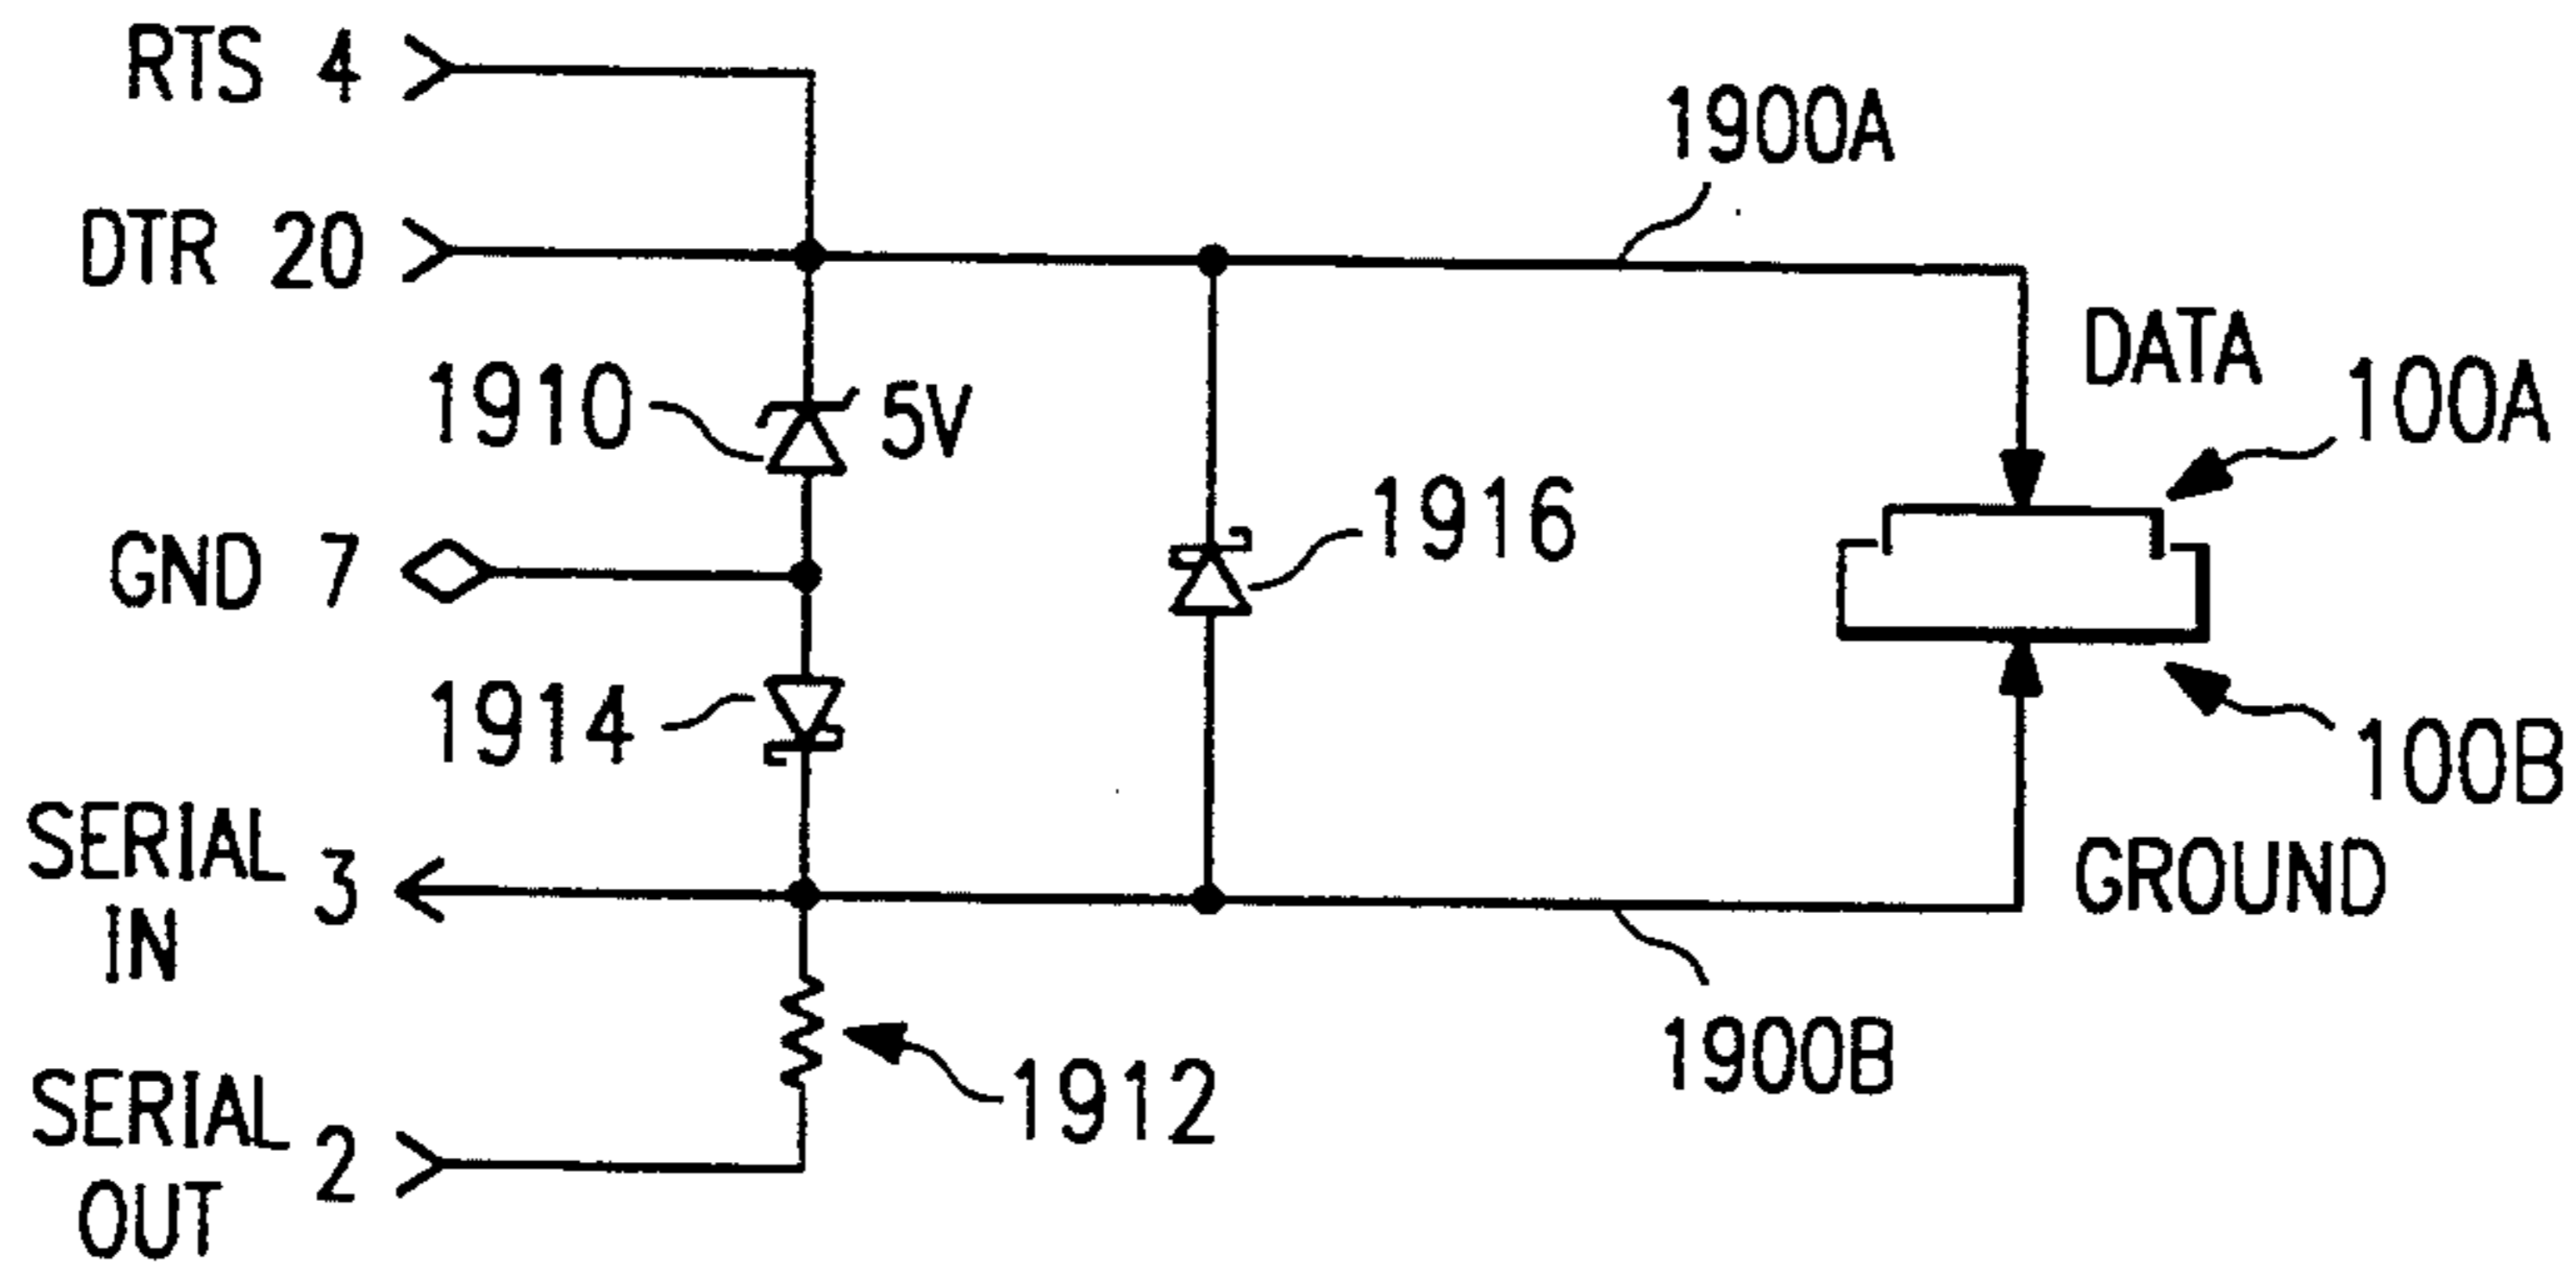 RTS 4
1900A
DTR 20
DATA
1910
5V
100A
1916
GND 7
1914
100B
SERIAL
IN
3
GROUND
1900B
1912
SERIAL
OUT
2